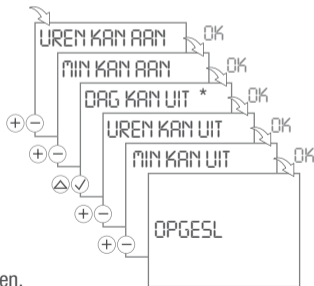 UREN KAN AAN
OK
MIN KAN AAN
OK
DAG KAN UIT *
OK
UREN KAN UIT
OK
MIN KAN UIT
OK
OPGESL
en.